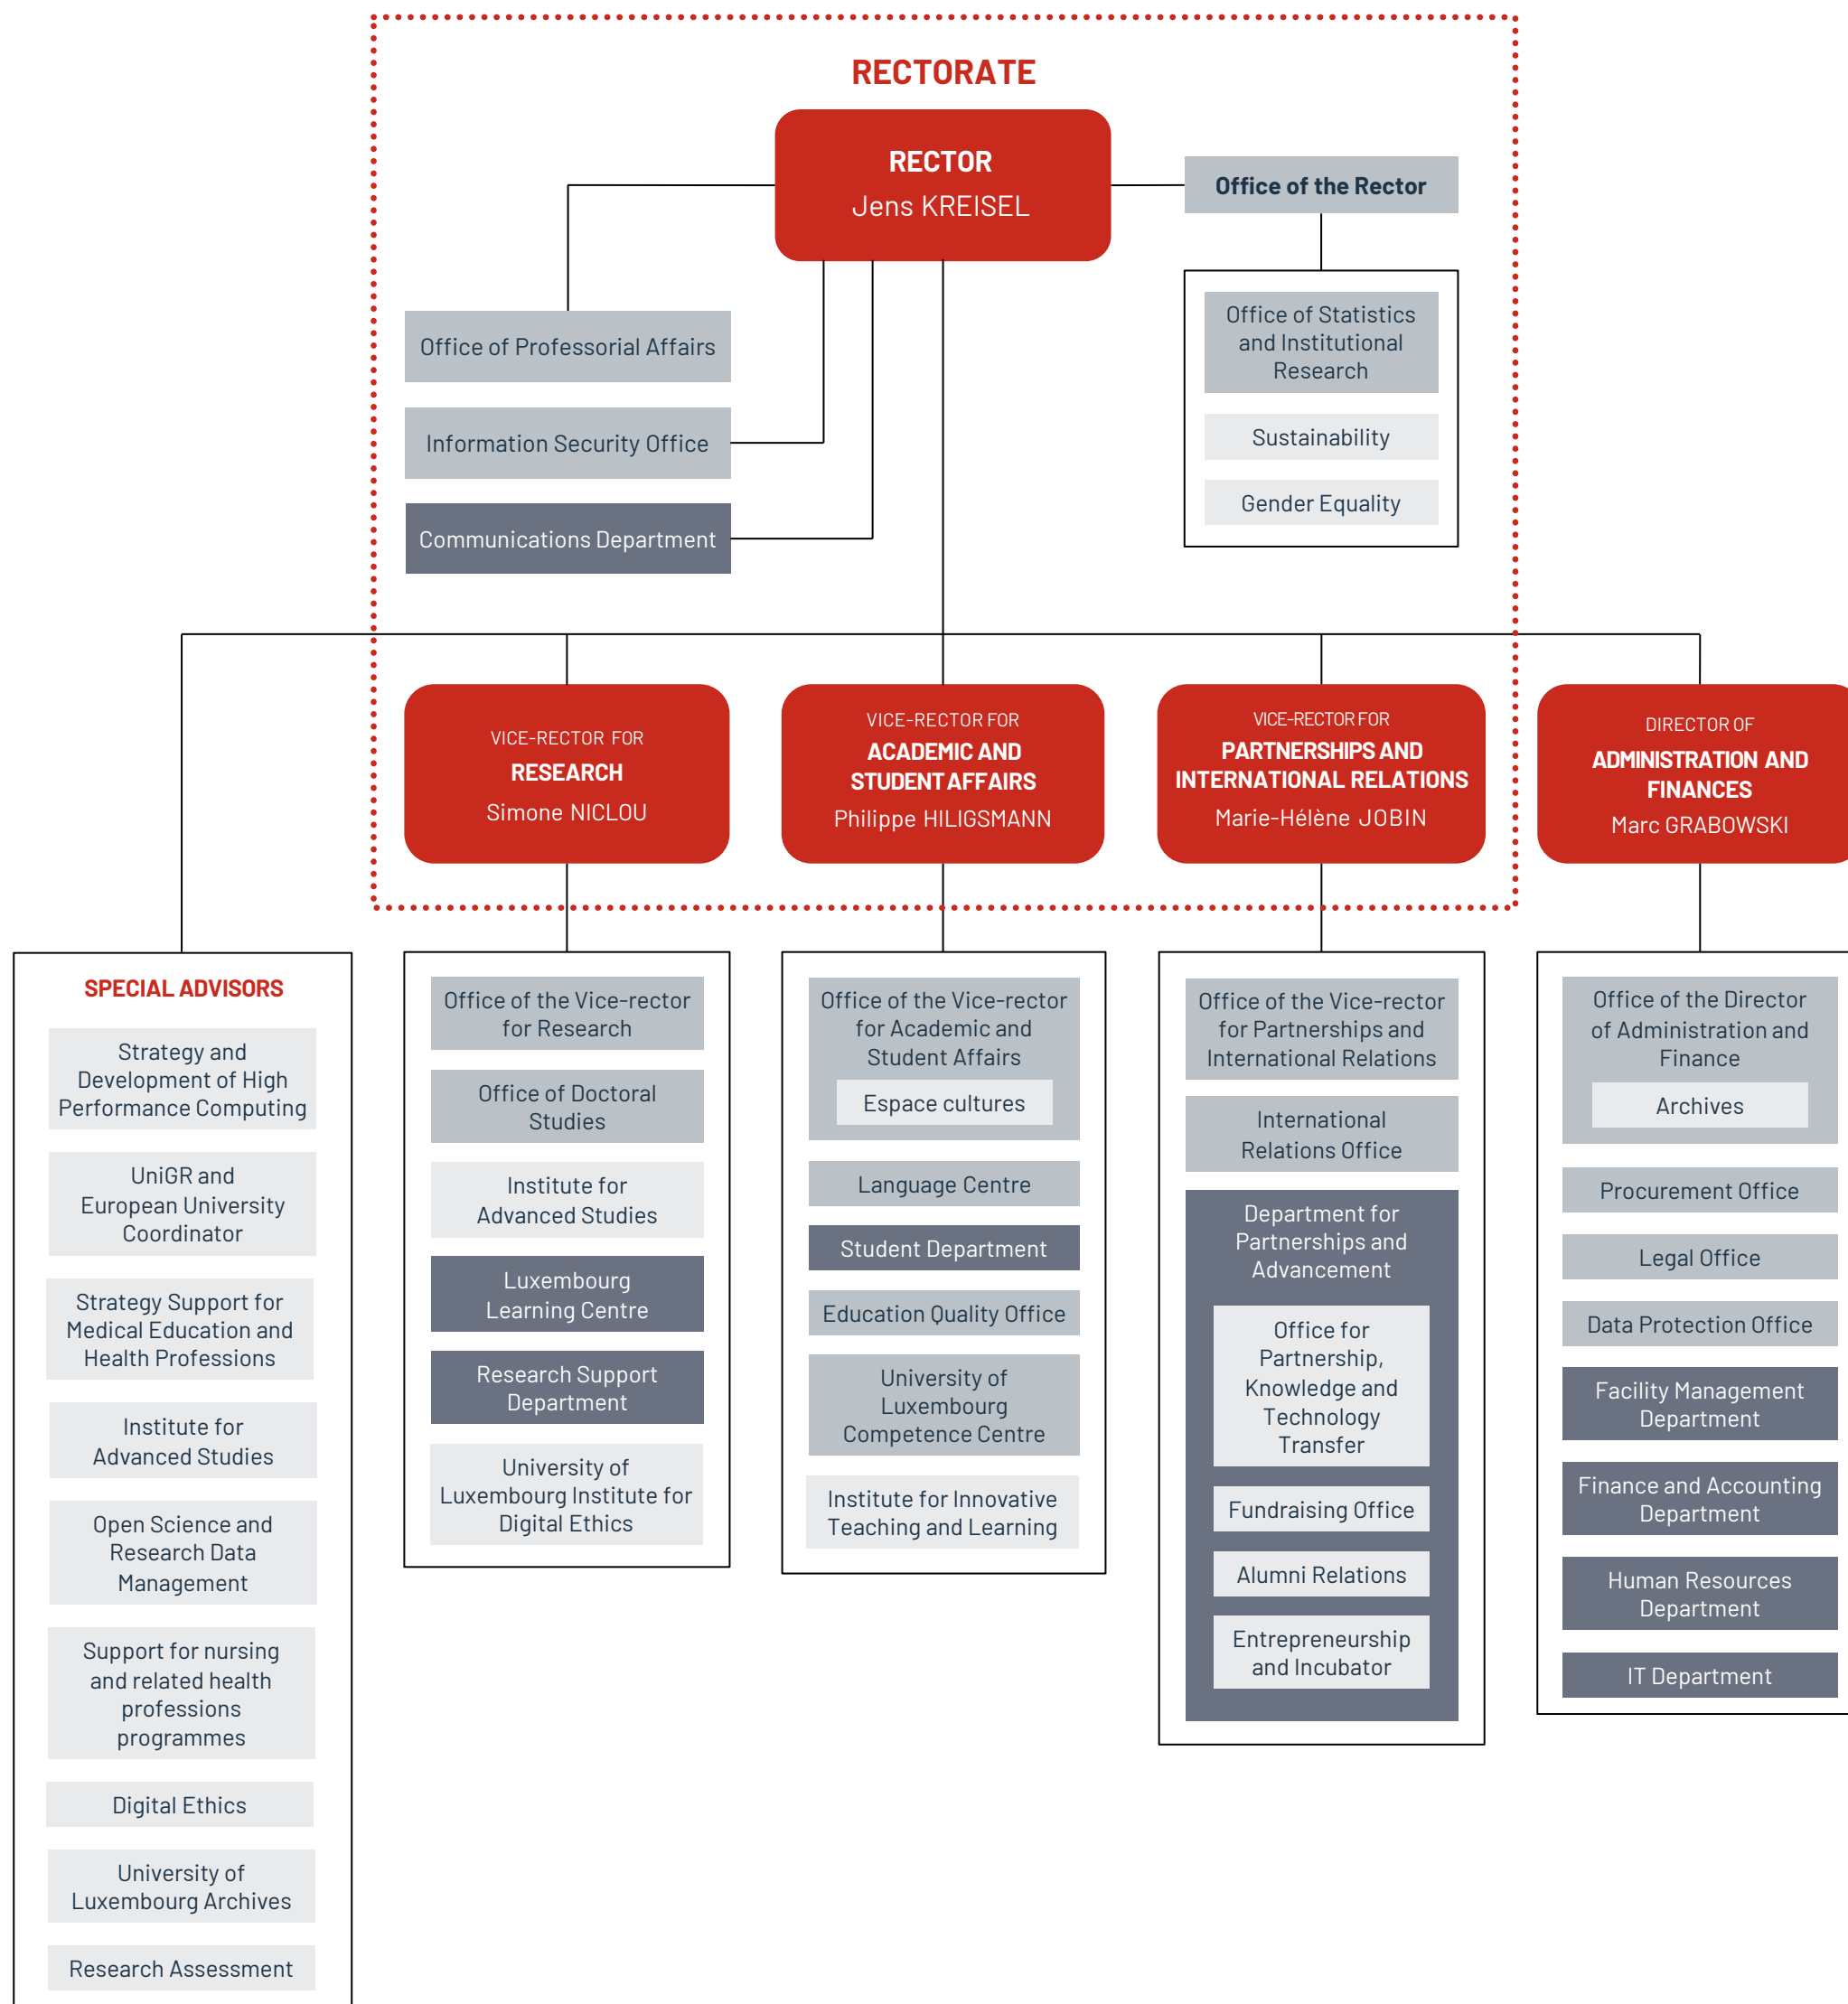 RECTORATE
RECTOR
Jens KREISEL
Office of the Rector
Office of Professorial Affairs
Information Security Office
Communications Department
Office of Statistics
and Institutional
Research
Sustainability
Gender Equality
VICE-RECTOR FOR
RESEARCH
Simone NICLOU
VICE-RECTOR FOR
ACADEMIC AND
STUDENT AFFAIRS
Philippe HILIGSMANN
VICE-RECTOR FOR
PARTNERSHIPS AND
INTERNATIONAL RELATIONS
Marie-Hélène JOBIN
DIRECTOR OF
ADMINISTRATION AND
FINANCES
Marc GRABOWSKI
SPECIAL ADVISORS
Strategy and
Development of High
Performance Computing
UniGR and
European University
Coordinator
Strategy Support for
Medical Education and
Health Professions
Institute for
Advanced Studies
Open Science and
Research Data
Management
Support for nursing
and related health
professions
programmes
Digital Ethics
University of
Luxembourg Archives
Research Assessment
Office of the Vice-rector
for Research
Office of Doctoral
Studies
Institute for
Advanced Studies
Luxembourg
Learning Centre
Research Support
Department
University of
Luxembourg Institute for
Digital Ethics
Office of the Vice-rector
for Academic and
Student Affairs
Espace cultures
Language Centre
Student Department
Education Quality Office
University of
Luxembourg
Competence Centre
Institute for Innovative
Teaching and Learning
Office of the Vice-rector
for Partnerships and
International Relations
International
Relations Office
Department for
Partnerships and
Advancement
Office for
Partnership,
Knowledge and
Technology
Transfer
Fundraising Office
Alumni Relations
Entrepreneurship
and Incubator
Office of the Director
of Administration and
Finance
Archives
Procurement Office
Legal Office
Data Protection Office
Facility Management
Department
Finance and Accounting
Department
Human Resources
Department
IT Department